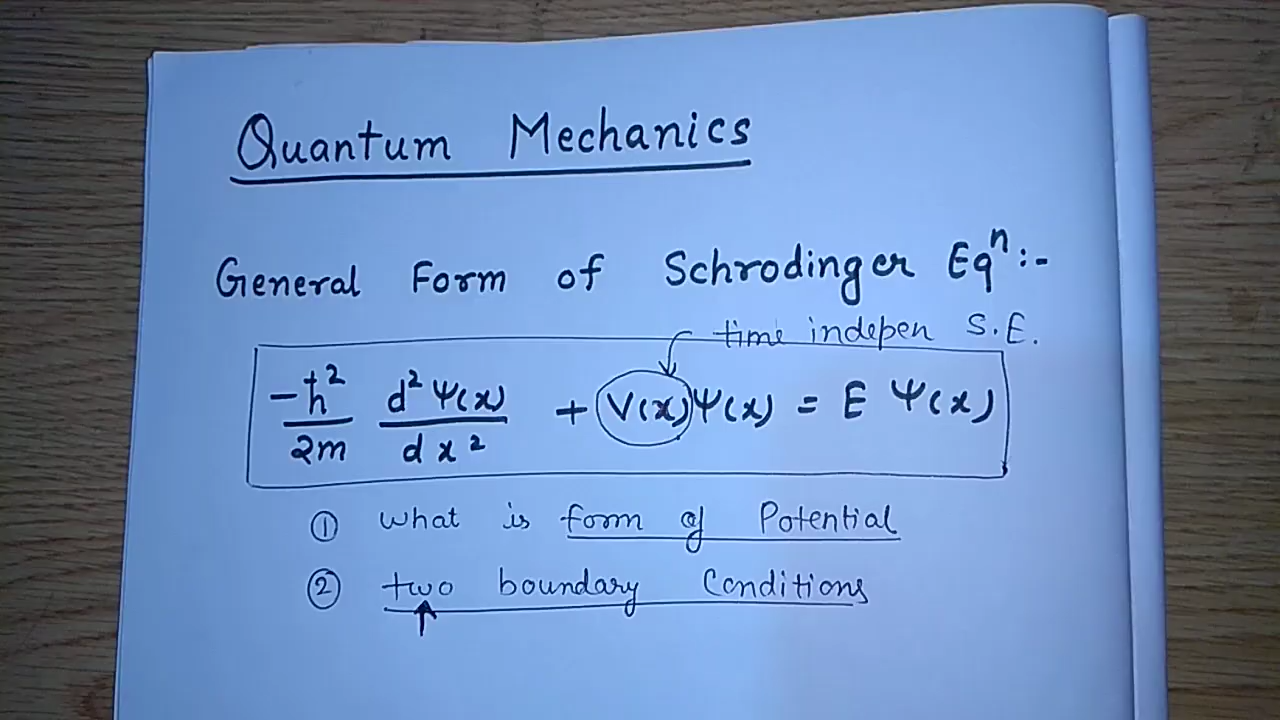 Quantum Mechanics
General Form of Schrodinger Eqⁿ :-
time indepen S.E.
-ħ²/2m d²Ψ(x)/dx² + V(x)Ψ(x) = E Ψ(x)
① What is form of Potential
② two boundary Conditions